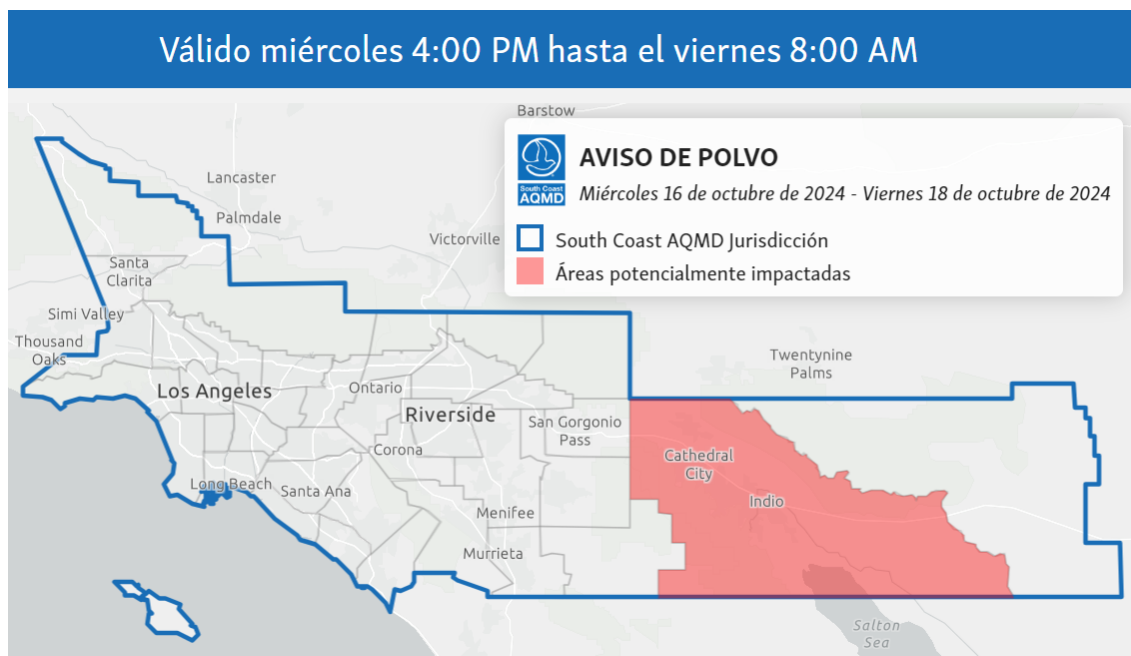 Válido miércoles 4:00 PM hasta el viernes 8:00 AM
Barstow
South Coast
AQMD
AVISO DE POLVO
Miércoles 16 de octubre de 2024 - Viernes 18 de octubre de 2024
South Coast AQMD Jurisdicción
Áreas potencialmente impactadas
Lancaster
Palmdale
Victorville
Santa
Clarita
Simi Valley
Thousand
Oaks
Twentynine
Palms
Los Angeles
Ontario
Riverside
San Gorgonio
Pass
Corona
Cathedral
City
Long Beach
Santa Ana
Indio
Menifee
Murrieta
Salton
Sea